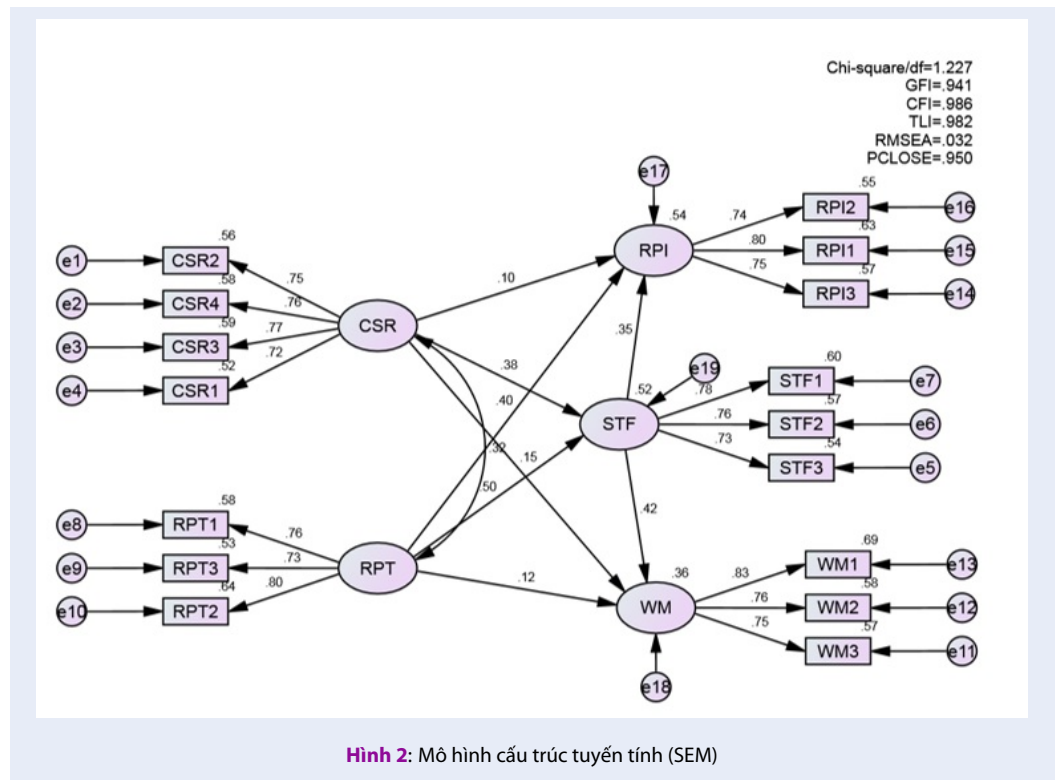 Chi-square/df=1.227
GFI=.941
CFI=.986
TLI=.982
RMSEA=.032
PCLOSE=.950
e17
.54
RPI
.74
.80
.75
.55
RPI2
e16
.63
RPI1
e15
.57
RPI3
e14
e1
.56
CSR2
.75
e2
.58
CSR4
.76
e3
.59
CSR3
.77
e4
.52
CSR1
.72
CSR
.10
.38
.40
.32
.15
.50
.35
e19
.52
STF
.78
.76
.73
.60
STF1
e7
.57
STF2
e6
.54
STF3
e5
.42
e8
.58
RPT1
.76
e9
.53
RPT3
.73
e10
.64
RPT2
.80
RPT
.12
.36
WM
e18
.83
.76
.75
.69
WM1
e13
.58
WM2
e12
.57
WM3
e11
Hình 2: Mô hình cấu trúc tuyến tính (SEM)